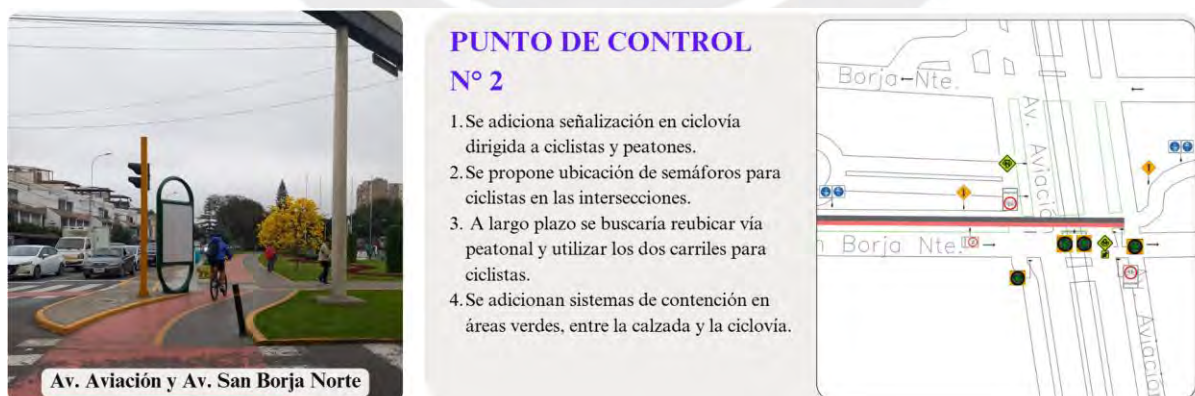 PUNTO DE CONTROL
N° 2
1. Se adiciona señalización en ciclovía
dirigida a ciclistas y peatones.
2. Se propone ubicación de semáforos para
ciclistas en las intersecciones.
3. A largo plazo se buscaría reubicar vía
peatonal y utilizar los dos carriles para
ciclistas.
4. Se adicionan sistemas de contención en
áreas verdes, entre la calzada y la ciclovía.
Av. Aviación y Av. San Borja Norte
Borja-Nte.
Av. Aviacio
Borja Nte.
Aviacion